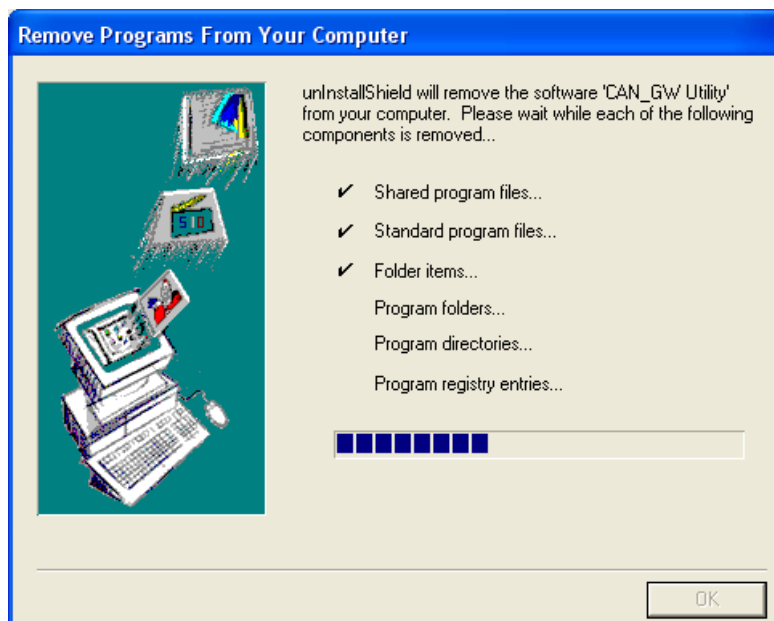 Remove Programs From Your Computer
unInstallShield will remove the software 'CAN_GW Utility'
from your computer.  Please wait while each of the following
components is removed...
✔ Shared program files...
✔ Standard program files...
✔ Folder items...
Program folders...
Program directories...
Program registry entries...
510
OK